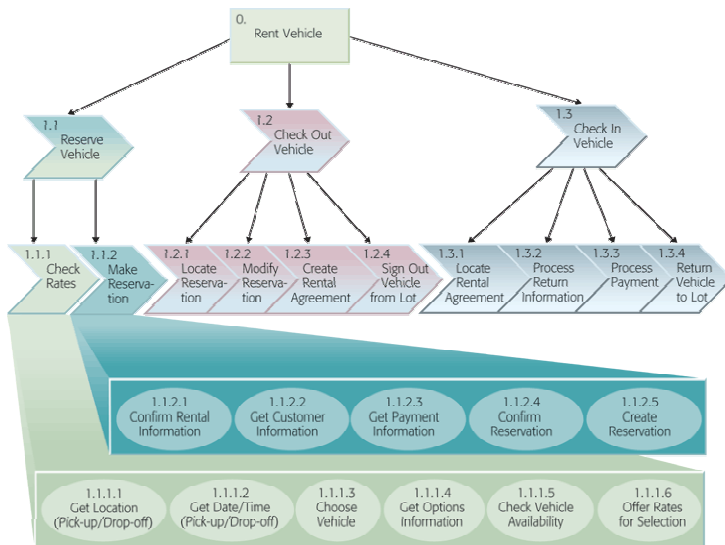 0.
Rent Vehicle
1.1
Reserve
Vehicle
1.2
Check Out
Vehicle
1.3
Check In
Vehicle
1.1.1
Check
Rates
1.1.2
Make
Reserva-
tion
1.2.1
Locate
Reserva-
tion
1.2.2
Modify
Reserva-
tion
1.2.3
Create
Rental
Agreement
1.2.4
Sign Out
Vehicle
from Lot
1.3.1
Locate
Rental
Agreement
1.3.2
Process
Return
Information
1.3.3
Process
Payment
1.3.4
Return
Vehicle
to Lot
1.1.2.1
Confirm Rental
Information
1.1.2.2
Get Customer
Information
1.1.2.3
Get Payment
Information
1.1.2.4
Confirm
Reservation
1.1.2.5
Create
Reservation
1.1.1.1
Get Location
(Pick-up/Drop-off)
1.1.1.2
Get Date/Time
(Pick-up/Drop-off)
1.1.1.3
Choose
Vehicle
1.1.1.4
Get Options
Information
1.1.1.5
Check Vehicle
Availability
1.1.1.6
Offer Rates
for Selection